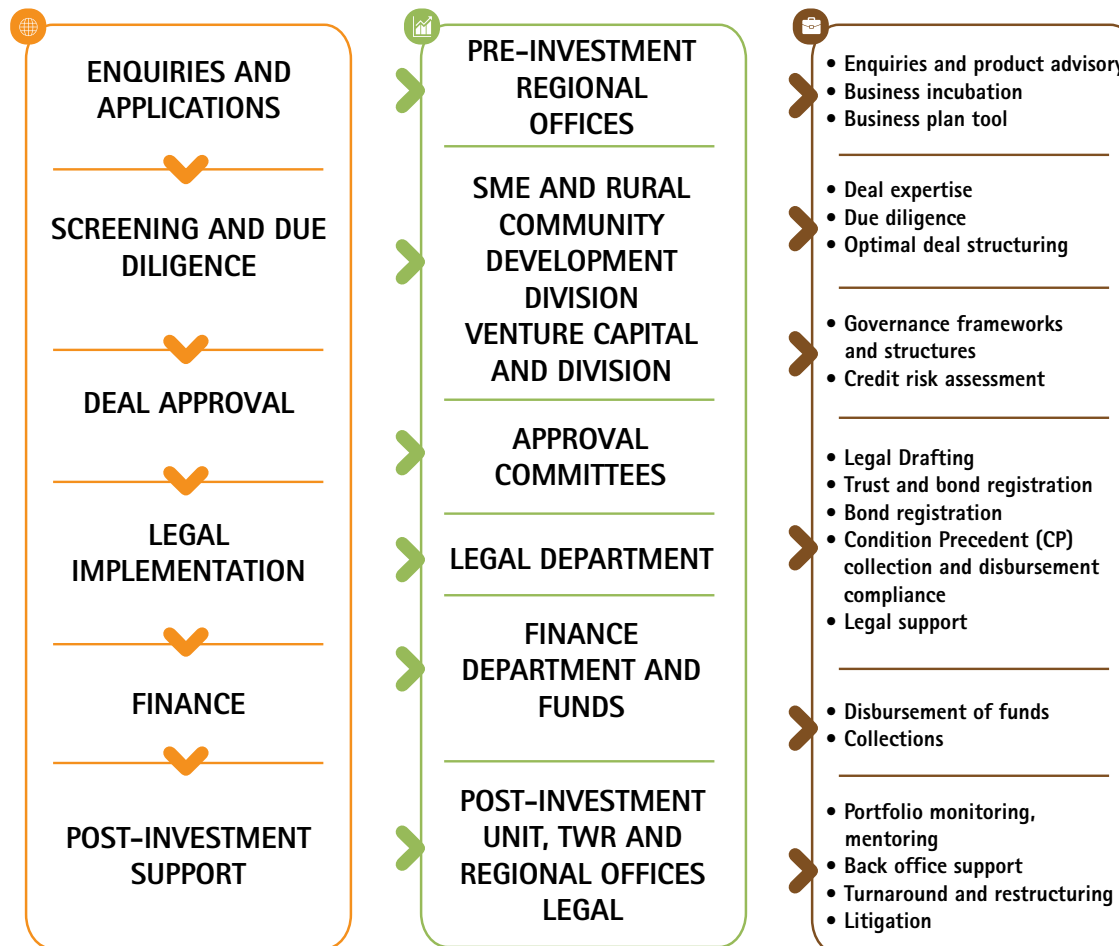 ENQUIRIES AND
APPLICATIONS
SCREENING AND DUE
DILIGENCE
DEAL APPROVAL
LEGAL
IMPLEMENTATION
FINANCE
POST-INVESTMENT
SUPPORT
PRE-INVESTMENT
REGIONAL
OFFICES
SME AND RURAL
COMMUNITY
DEVELOPMENT
DIVISION
VENTURE CAPITAL
AND DIVISION
APPROVAL
COMMITTEES
LEGAL DEPARTMENT
FINANCE
DEPARTMENT AND
FUNDS
POST-INVESTMENT
UNIT, TWR AND
REGIONAL OFFICES
LEGAL
• Enquiries and product advisory
• Business incubation
• Business plan tool
• Deal expertise
• Due diligence
• Optimal deal structuring
• Governance frameworks
and structures
• Credit risk assessment
• Legal Drafting
• Trust and bond registration
• Bond registration
• Condition Precedent (CP)
collection and disbursement
compliance
• Legal support
• Disbursement of funds
• Collections
• Portfolio monitoring,
mentoring
• Back office support
• Turnaround and restructuring
• Litigation